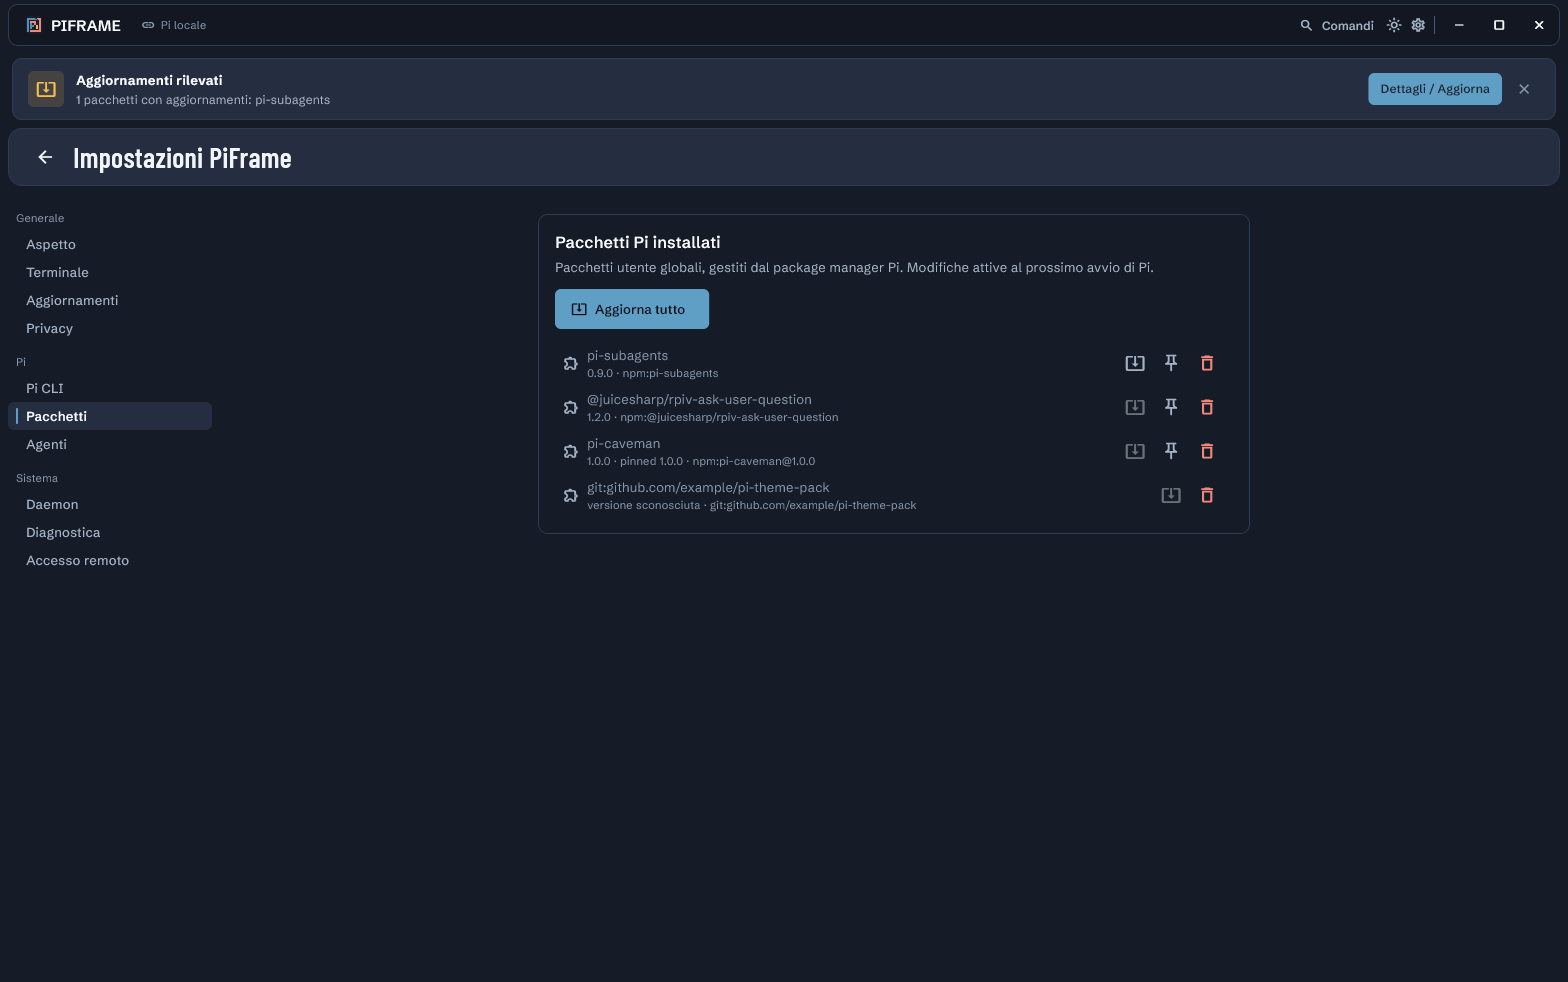 PIFRAME
Pi locale
Comandi
Aggiornamenti rilevati
1 pacchetti con aggiornamenti: pi-subagents
Dettagli / Aggiorna
Impostazioni PiFrame
Generale
Aspetto
Terminale
Aggiornamenti
Privacy
Pi
Pi CLI
Pacchetti
Agenti
Sistema
Daemon
Diagnostica
Accesso remoto
Pacchetti Pi installati
Pacchetti utente globali, gestiti dal package manager Pi. Modifiche attive al prossimo avvio di Pi.
Aggiorna tutto
pi-subagents
0.9.0 · npm:pi-subagents
@juicesharp/rpiv-ask-user-question
1.2.0 · npm:@juicesharp/rpiv-ask-user-question
pi-caveman
1.0.0 · pinned 1.0.0 · npm:pi-caveman@1.0.0
git:github.com/example/pi-theme-pack
versione sconosciuta · git:github.com/example/pi-theme-pack